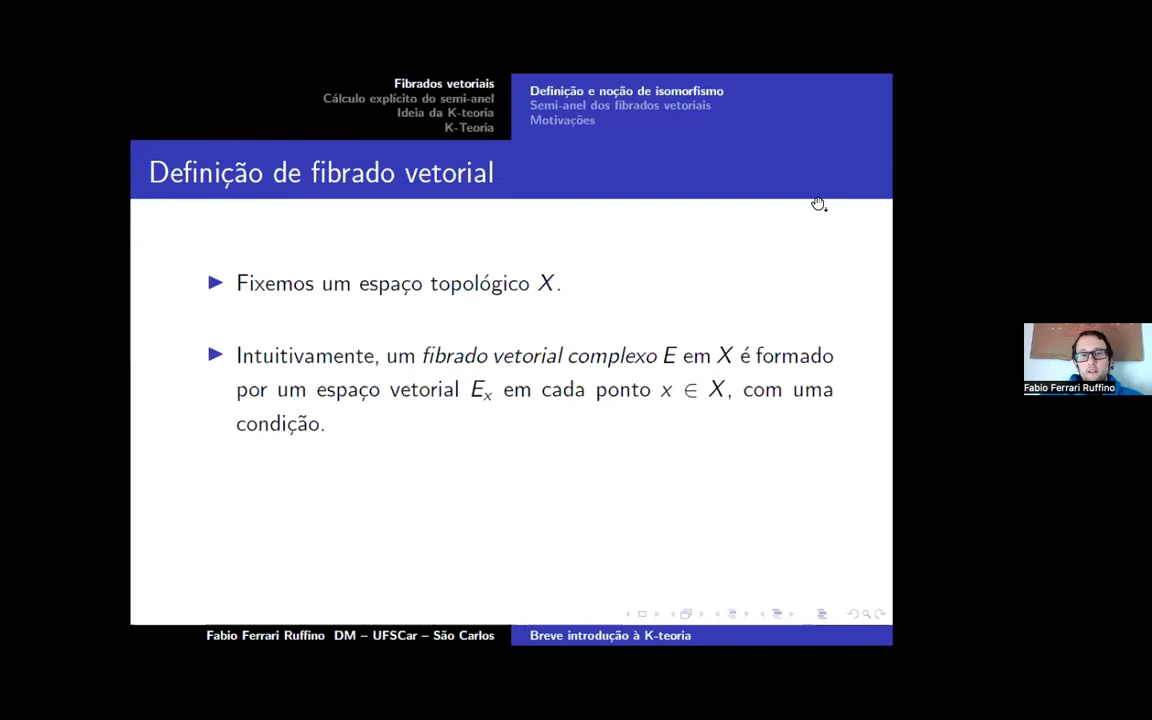 Fibrados vetoriais
Cálculo explícito do semi-anel
Ideia da K-teoria
K-Teoria
Definição e noção de isomorfismo
Semi-anel dos fibrados vetoriais
Motivações
Definição de fibrado vetorial
Fixemos um espaço topológico X.
Intuitivamente, um fibrado vetorial complexo E em X é formado
por um espaço vetorial Eₓ em cada ponto x ∈ X, com uma
condição.
Fabio Ferrari Ruffino
Fabio Ferrari Ruffino DM – UFSCar – São Carlos
Breve introdução à K-teoria